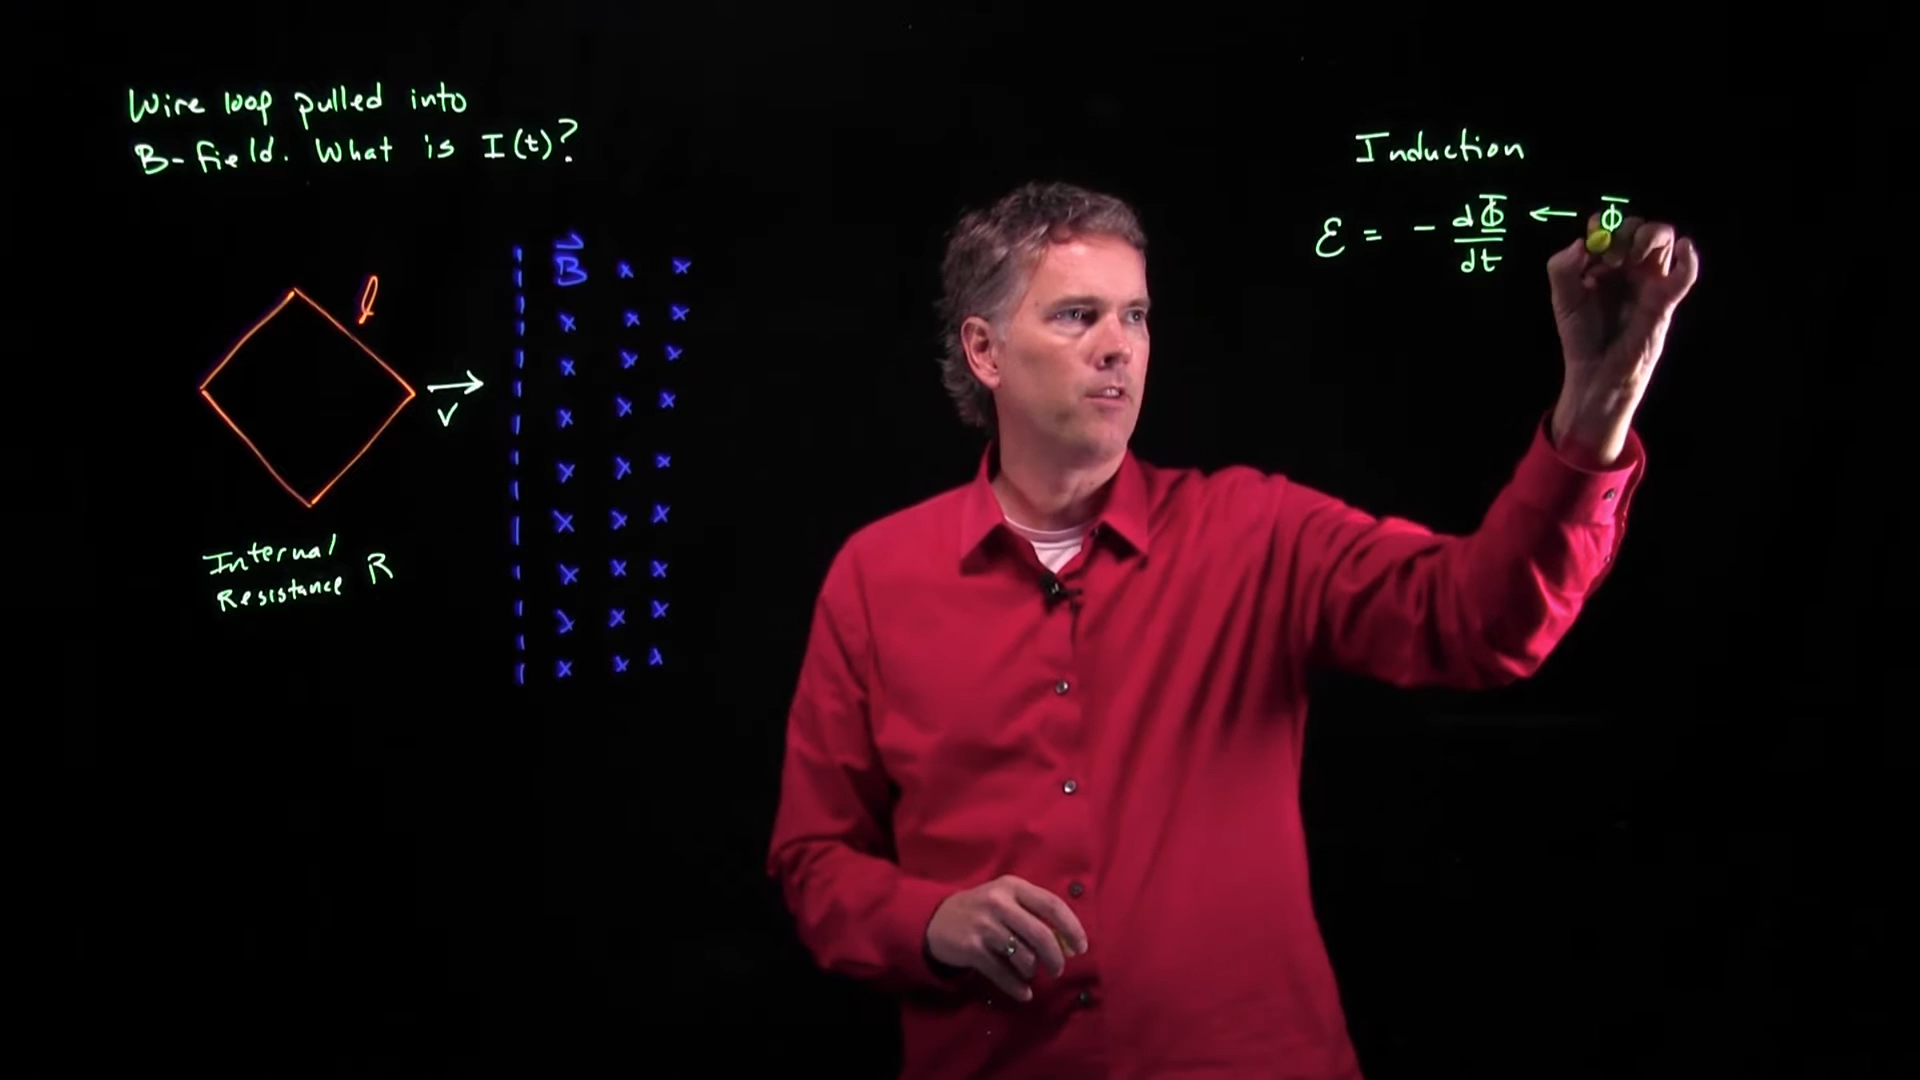 Wire loop pulled into
B-field. What is I(t)?
l
v
Internal
Resistance R
B⃗ x x
x x x
x x x
x x x
x x x
x x x
x x x
x x x
x x x
Induction
ℰ = - dΦ/dt ← Φ